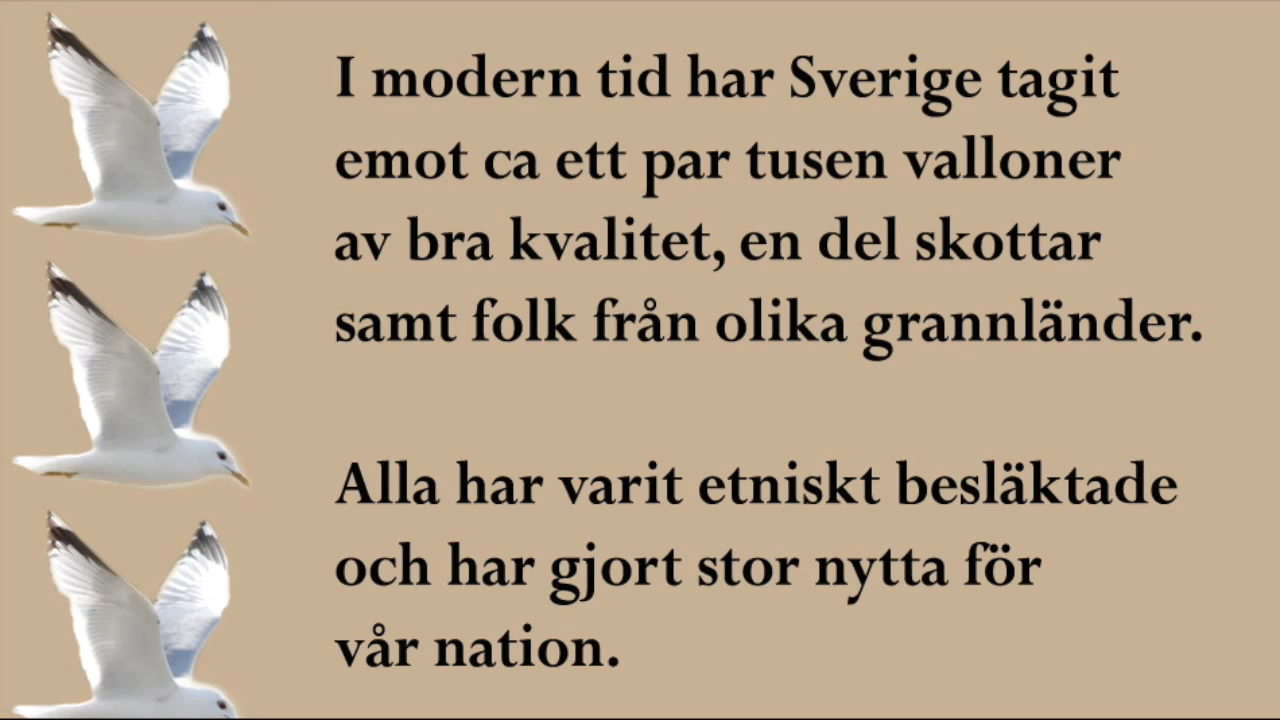 I modern tid har Sverige tagit
emot ca ett par tusen valloner
av bra kvalitet, en del skottar
samt folk från olika grannländer.
Alla har varit etniskt besläktade
och har gjort stor nytta för
vår nation.